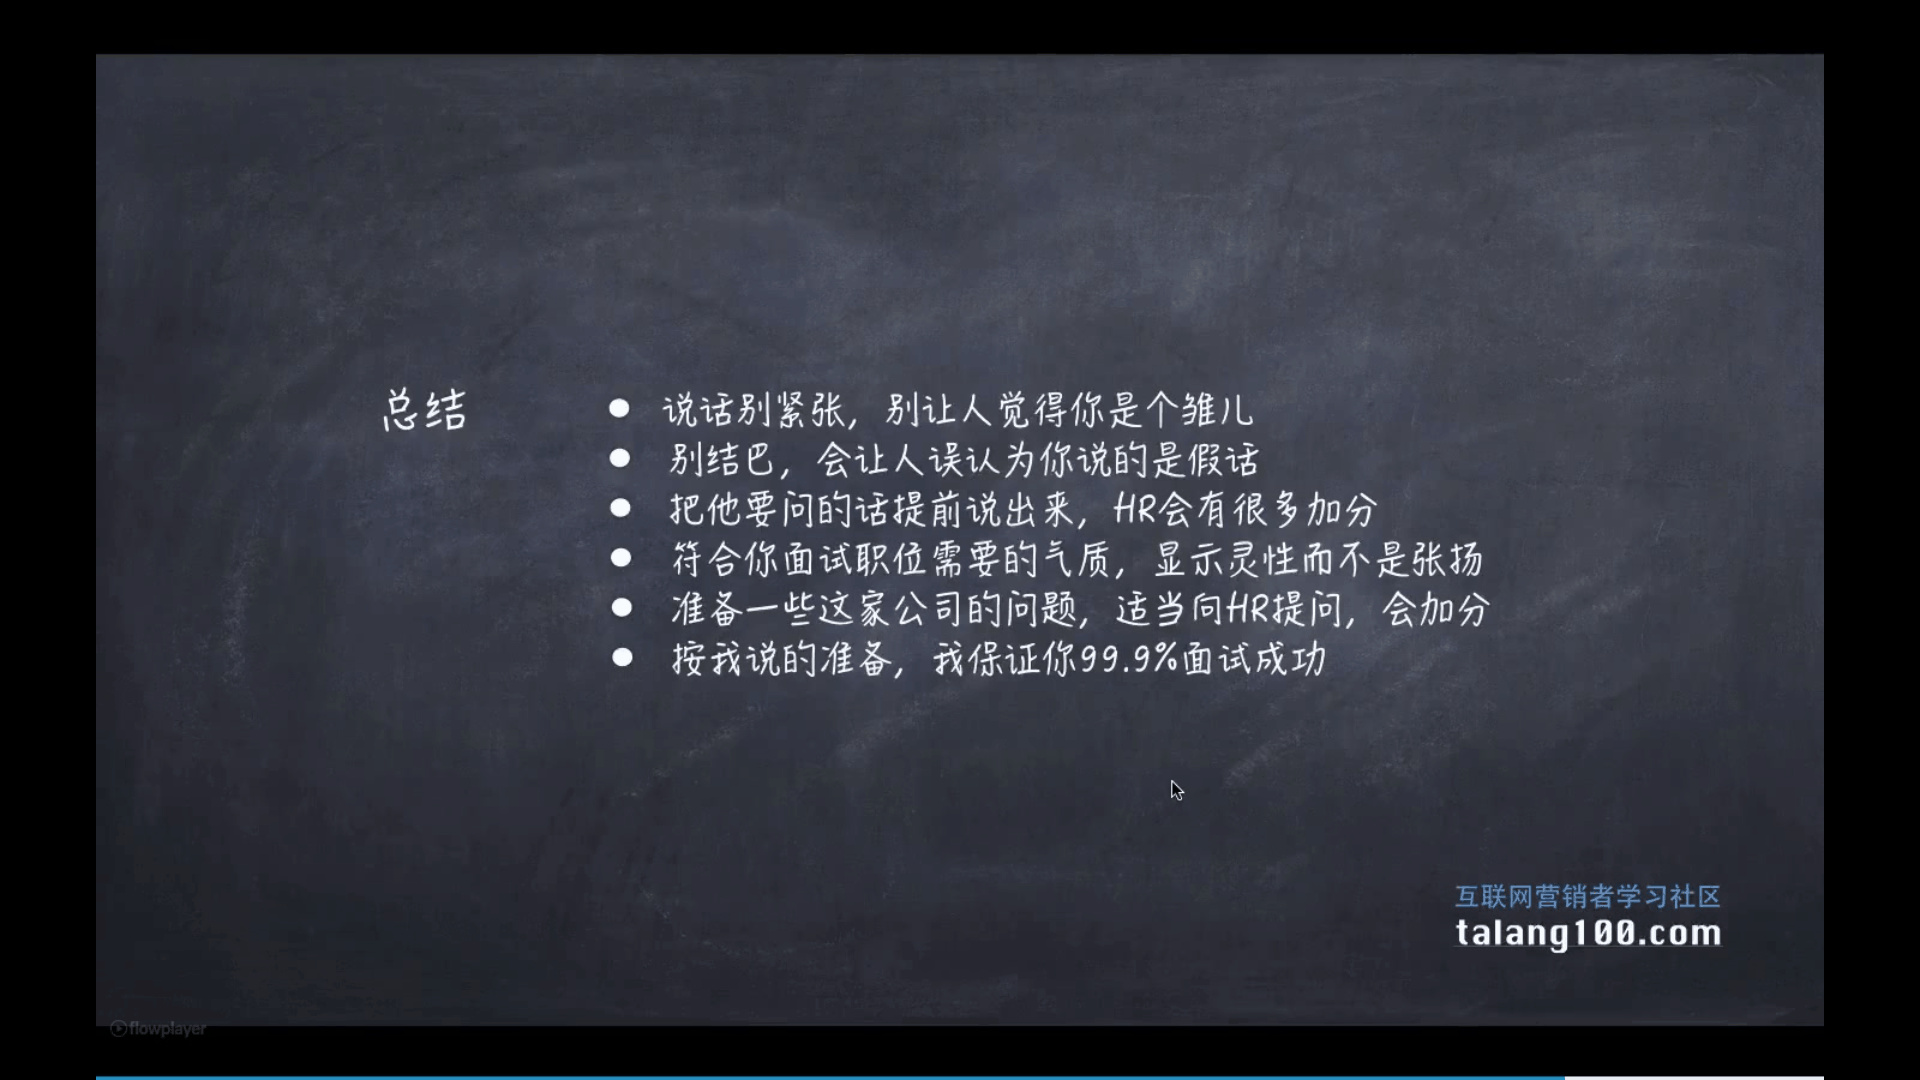 总结
● 说话别紧张，别让人觉得你是个雏儿
● 别结巴，会让人误认为你说的是假话
● 把他要问的话提前说出来，HR会有很多加分
● 符合你面试职位需要的气质，显示灵性而不是张扬
● 准备一些这家公司的问题，适当向HR提问，会加分
● 按我说的准备，我保证你99.9%面试成功
互联网营销者学习社区
talang100.com
flowplayer